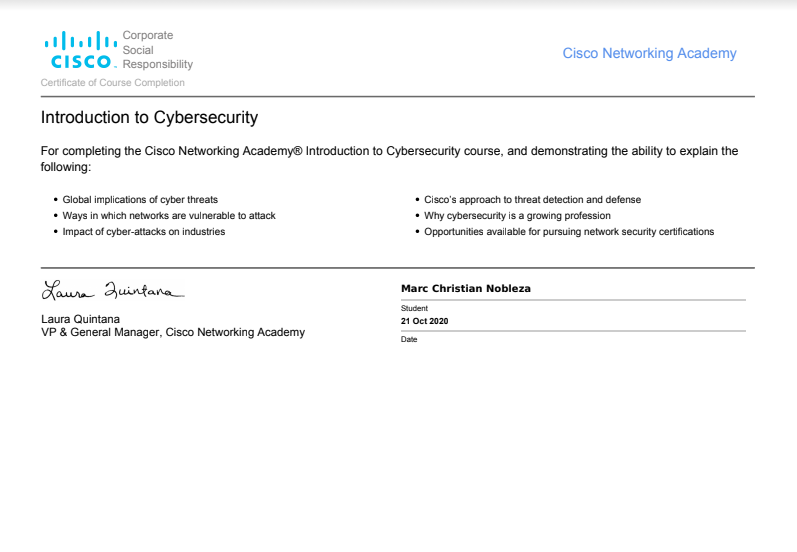 Corporate
Social
CISCO. Responsibility
Cisco Networking Academy
Certificate of Course Completion
Introduction to Cybersecurity
For completing the Cisco Networking Academy® Introduction to Cybersecurity course, and demonstrating the ability to explain the
following:
• Global implications of cyber threats
• Ways in which networks are vulnerable to attack
• Impact of cyber-attacks on industries
• Cisco's approach to threat detection and defense
• Why cybersecurity is a growing profession
• Opportunities available for pursuing network security certifications
Laura Quintana
Laura Quintana
VP & General Manager, Cisco Networking Academy
Marc Christian Nobleza
Student
21 Oct 2020
Date